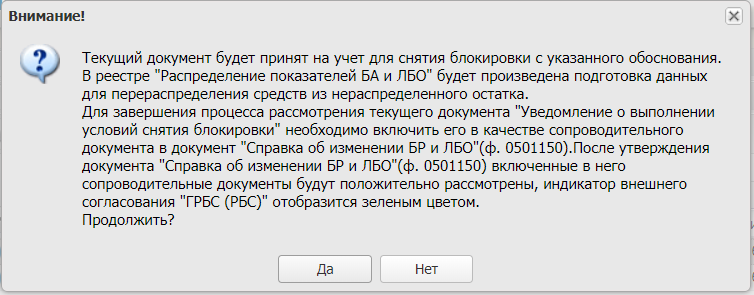 Внимание!
Текущий документ будет принят на учет для снятия блокировки с указанного обоснования.
В реестре "Распределение показателей БА и ЛБО" будет произведена подготовка данных
для перераспределения средств из нераспределенного остатка.
Для завершения процесса рассмотрения текущего документа "Уведомление о выполнении
условий снятия блокировки" необходимо включить его в качестве сопроводительного
документа в документ "Справка об изменении БР и ЛБО"(ф. 0501150).После утверждения
документа "Справка об изменении БР и ЛБО"(ф. 0501150) включенные в него
сопроводительные документы будут положительно рассмотрены, индикатор внешнего
согласования "ГРБС (РБС)" отобразится зеленым цветом.
Продолжить?
Да
Нет